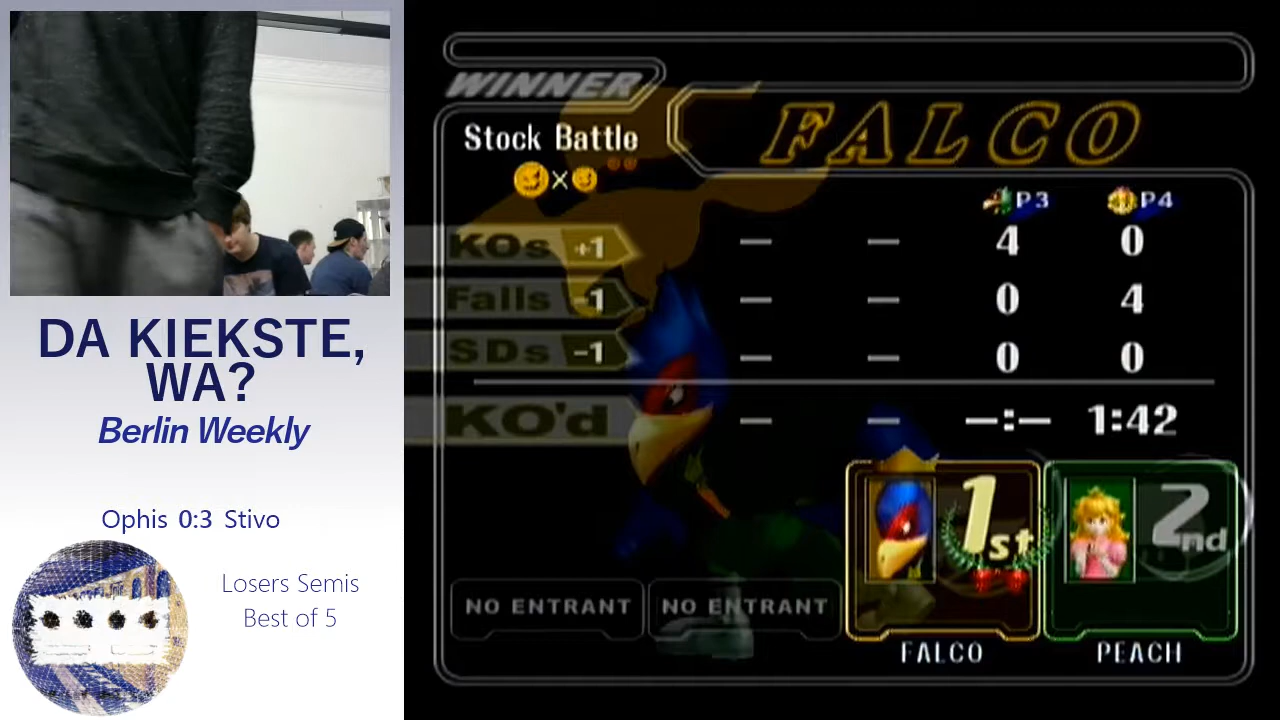 DA KIEKSTE,
WA?
Berlin Weekly
Ophis 0:3 Stivo
Losers Semis
Best of 5
WINNER
FALCO
Stock Battle
×
P3 P4
KOs +1 — — 4 0
Falls -1 — — 0 4
SDs -1 — — 0 0
KO'd — — —:— 1:42
1st 2nd
NO ENTRANT NO ENTRANT
FALCO PEACH